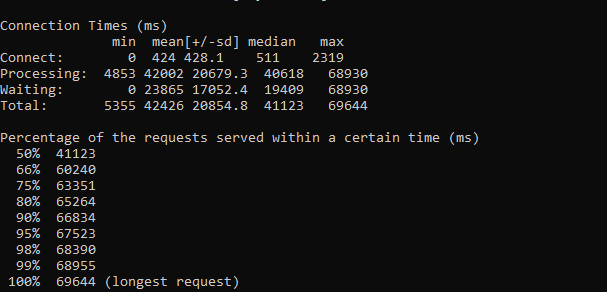 Connection Times (ms)
              min  mean[+/-sd] median   max
Connect:        0  424 428.1    511    2319
Processing:  4853 42002 20679.3  40618   68930
Waiting:        0 23865 17052.4  19409   68930
Total:       5355 42426 20854.8  41123   69644

Percentage of the requests served within a certain time (ms)
  50%  41123
  66%  60240
  75%  63351
  80%  65264
  90%  66834
  95%  67523
  98%  68390
  99%  68955
 100%  69644 (longest request)